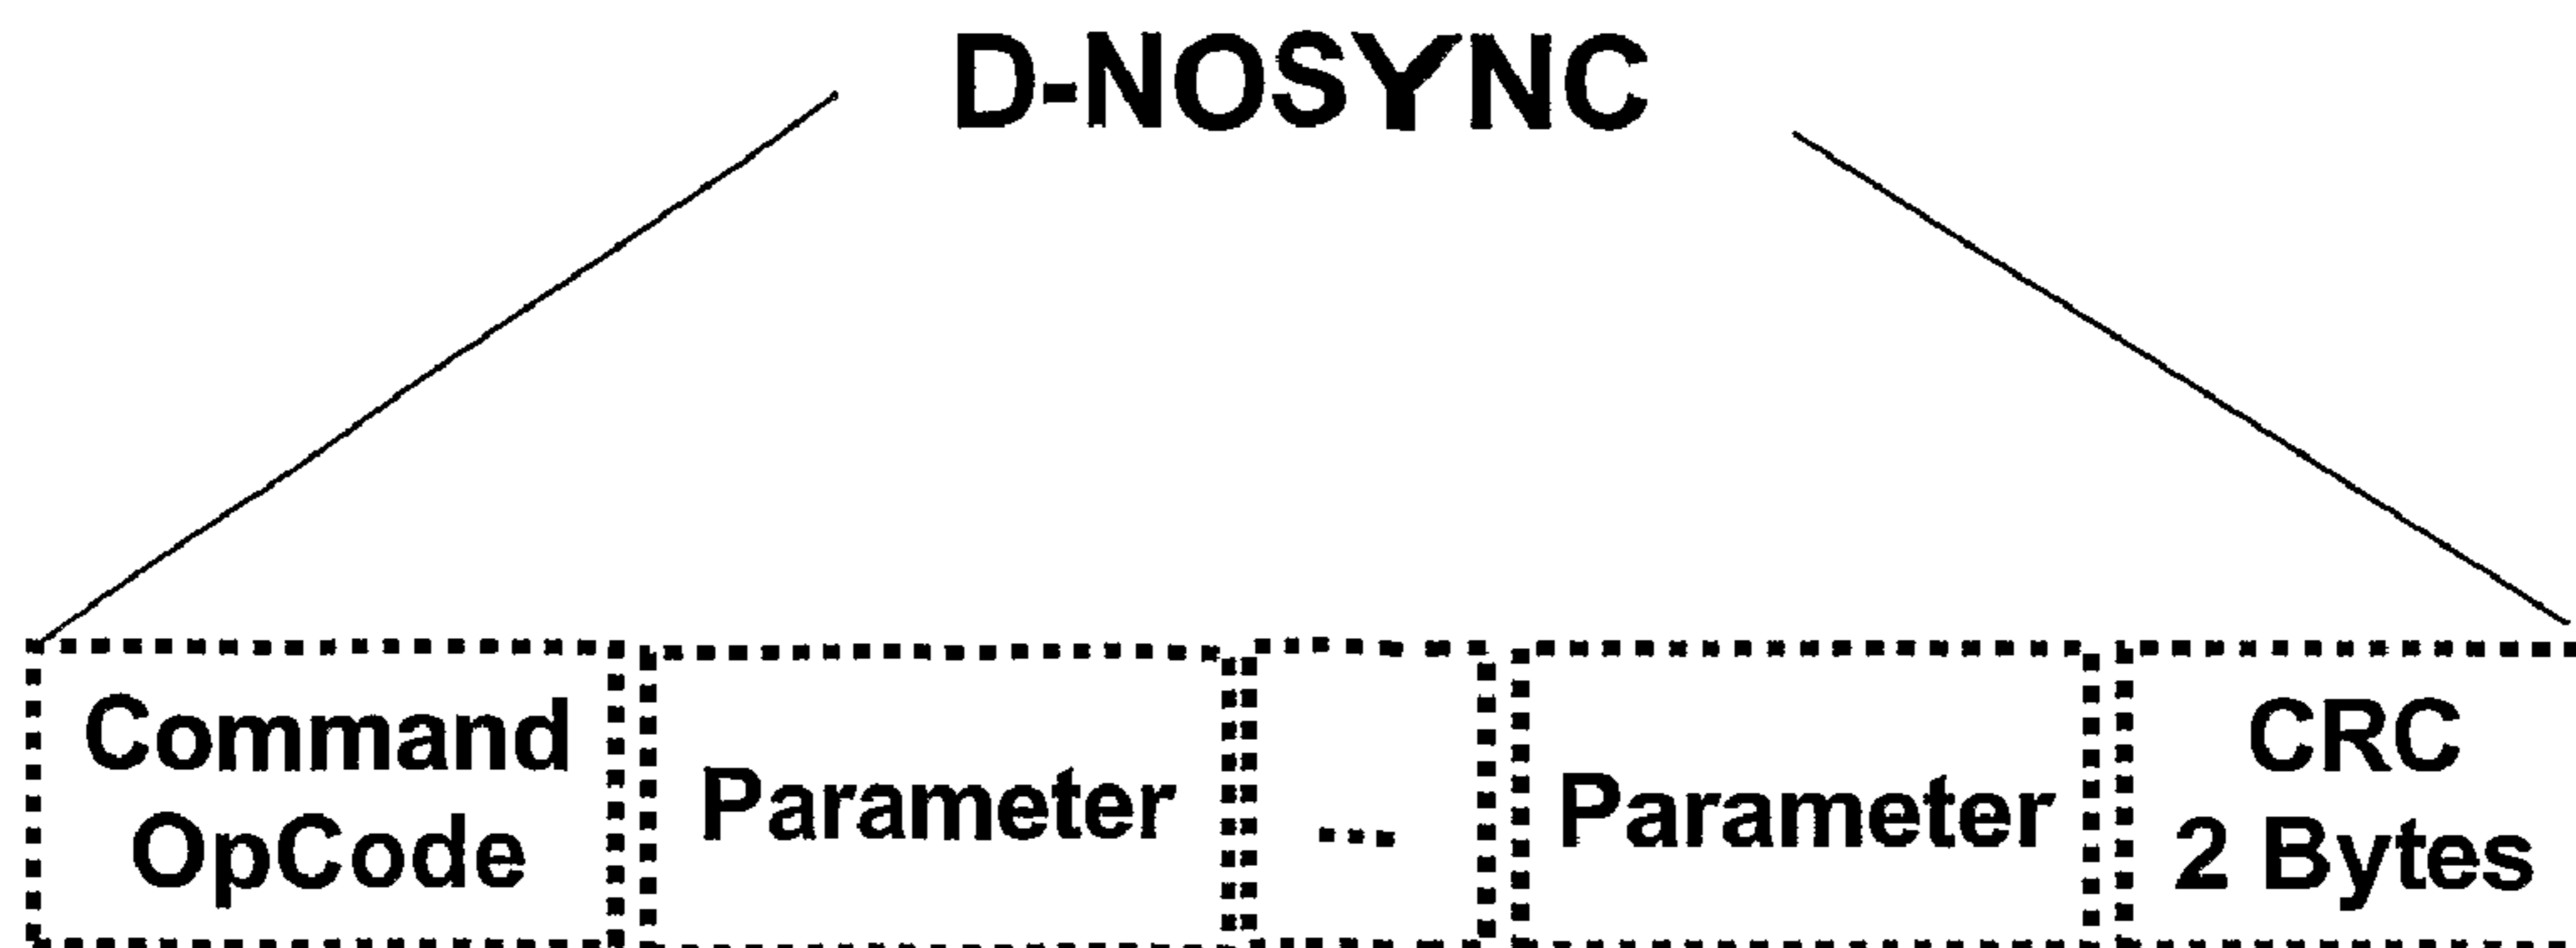 D-NOSYNC
Command
OpCode
Parameter
...
Parameter
CRC
2 Bytes